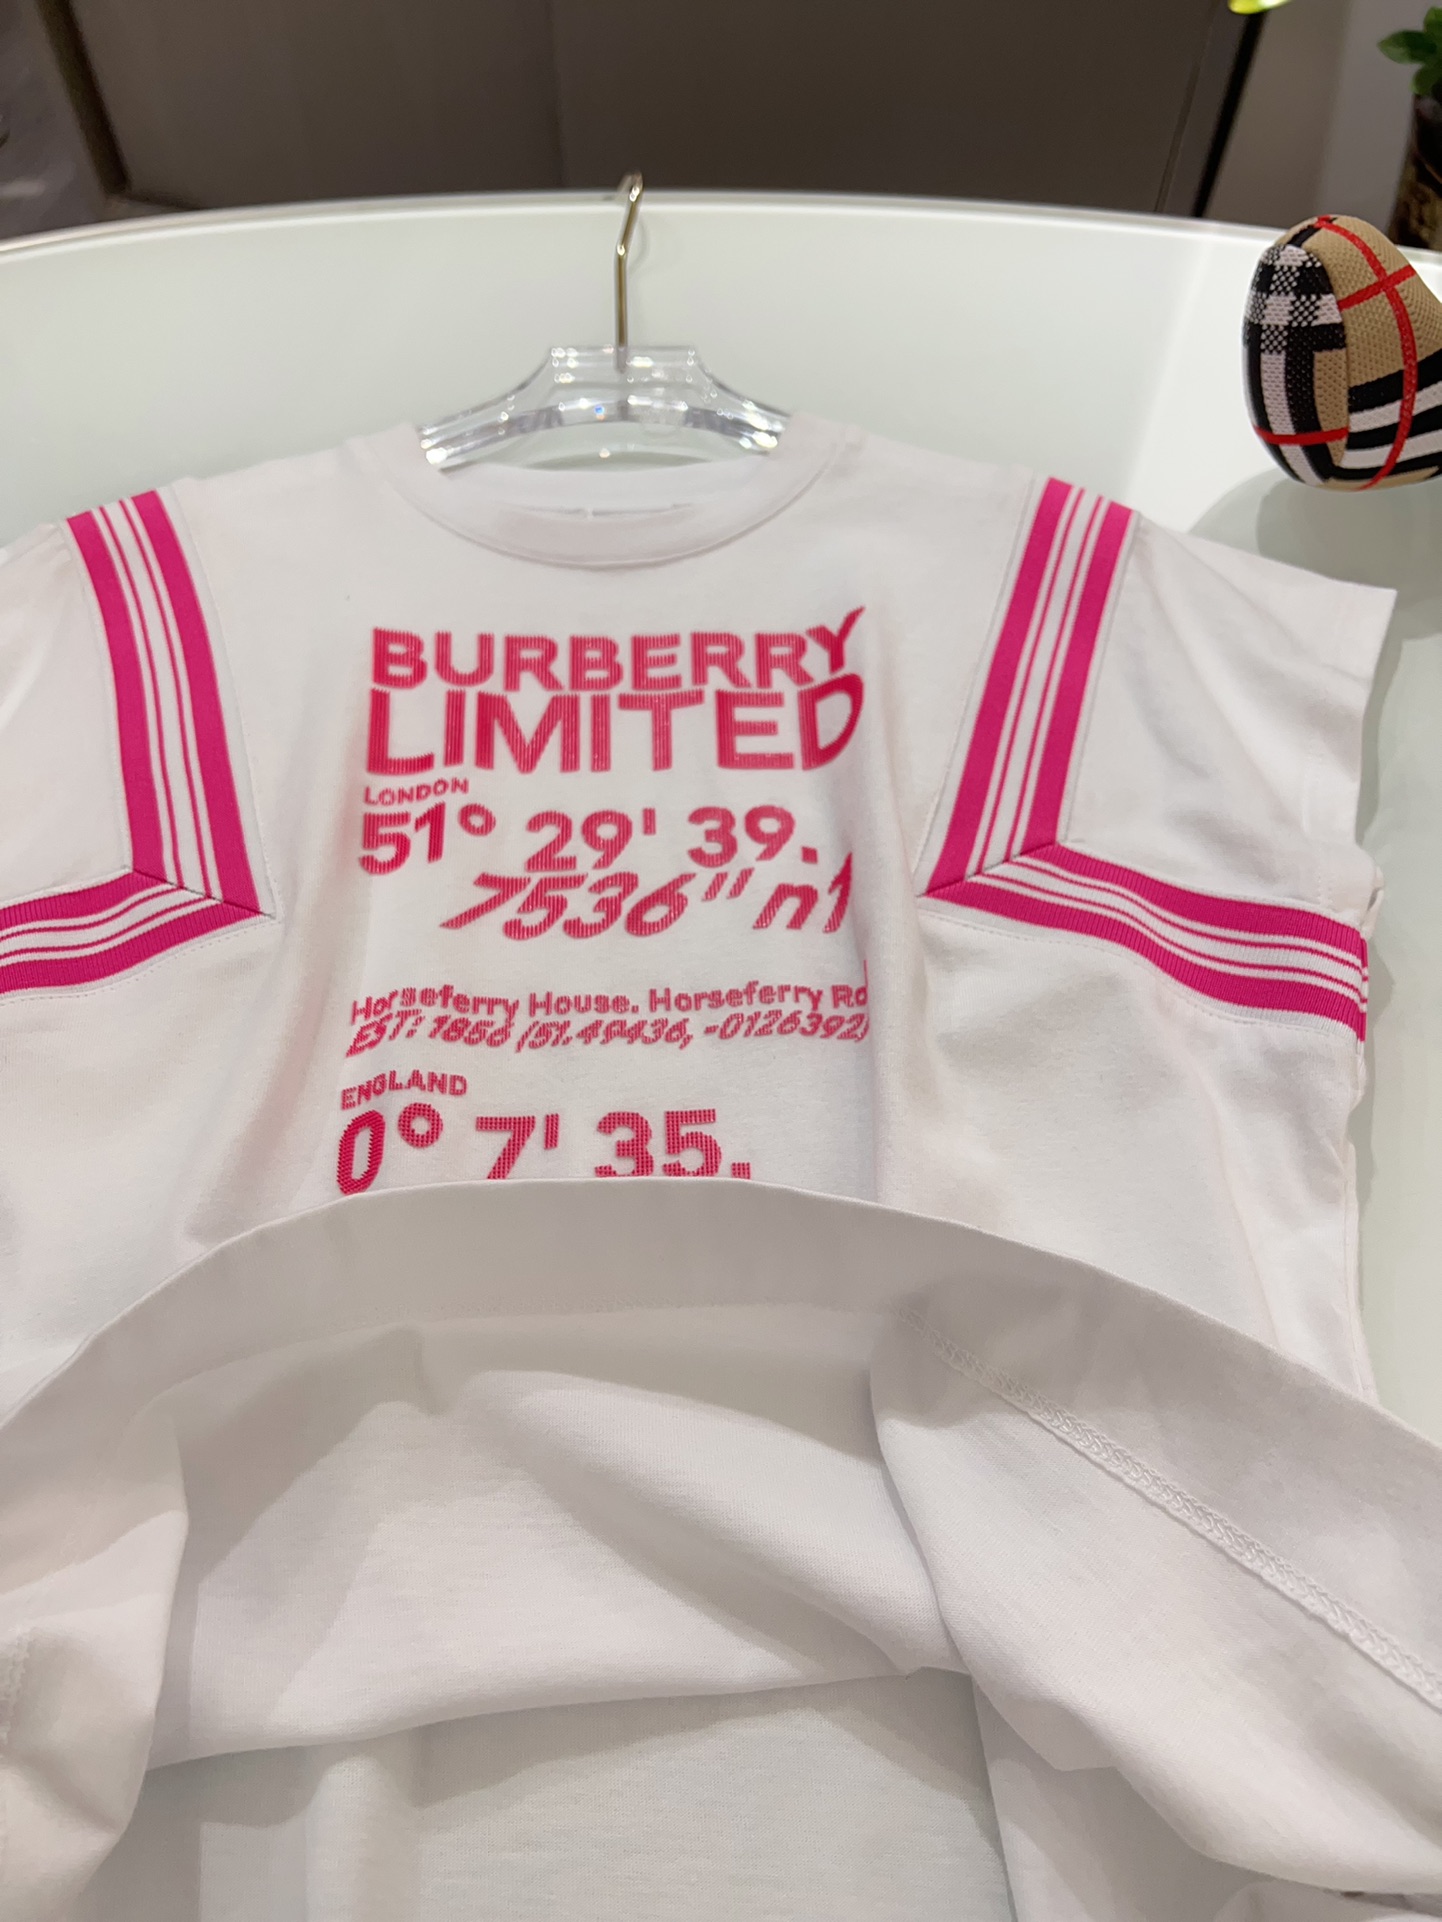 BURBERRY
LIMITED
LONDON
51° 29' 39.
7536" n1
Horseferry House. Horseferry Rd
EST: 1856 (51.49436, -0126392)
ENGLAND
0° 7' 35.